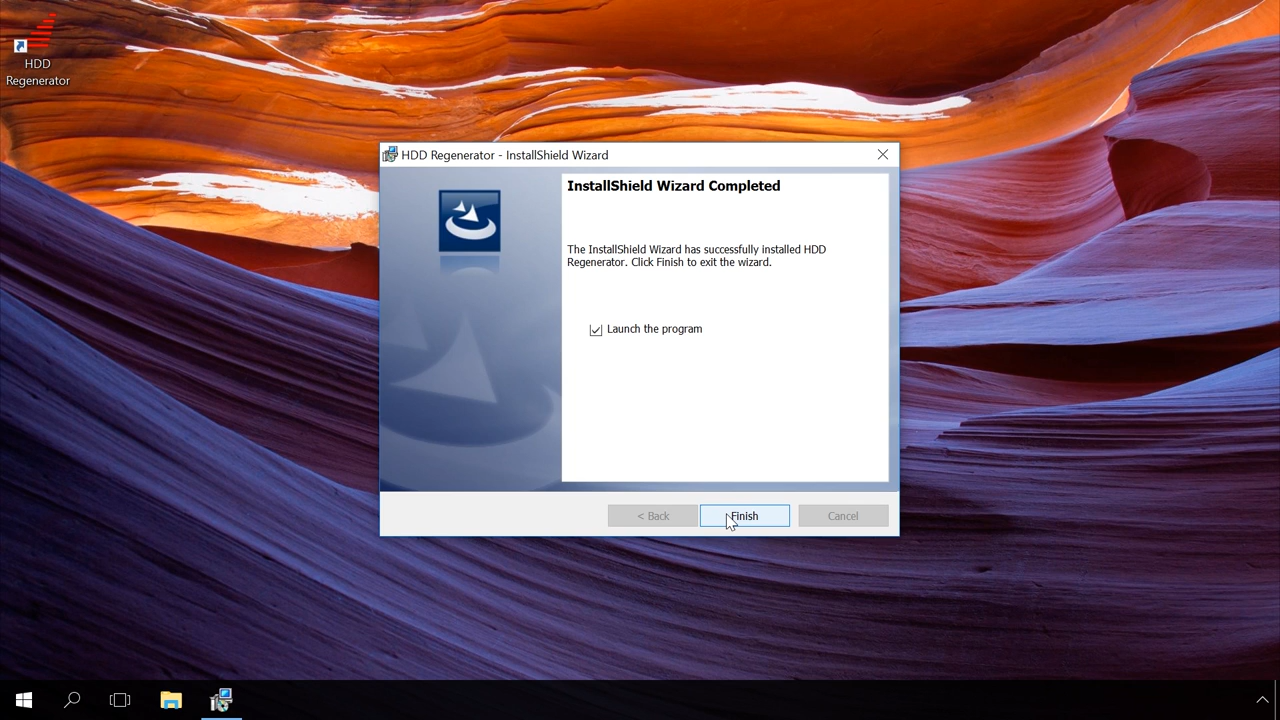 HDD
Regenerator
HDD Regenerator - InstallShield Wizard
InstallShield Wizard Completed
The InstallShield Wizard has successfully installed HDD
Regenerator. Click Finish to exit the wizard.
Launch the program
< Back
Finish
Cancel